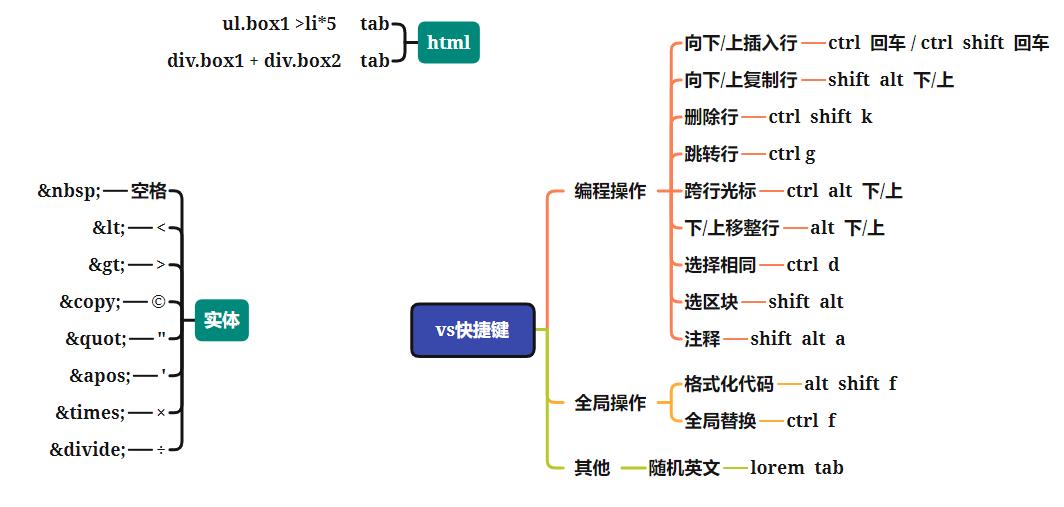 html
ul.box1 >li*5 tab
div.box1 + div.box2 tab
实体
&nbsp; 空格
&lt; <
&gt; >
&copy; ©
&quot; "
&apos; '
&times; ×
&divide; ÷
vs快捷键
编程操作
向下/上插入行 ctrl 回车 / ctrl shift 回车
向下/上复制行 shift alt 下/上
删除行 ctrl shift k
跳转行 ctrl g
跨行光标 ctrl alt 下/上
下/上移整行 alt 下/上
选择相同 ctrl d
选区块 shift alt
注释 shift alt a
全局操作
格式化代码 alt shift f
全局替换 ctrl f
其他
随机英文 lorem tab